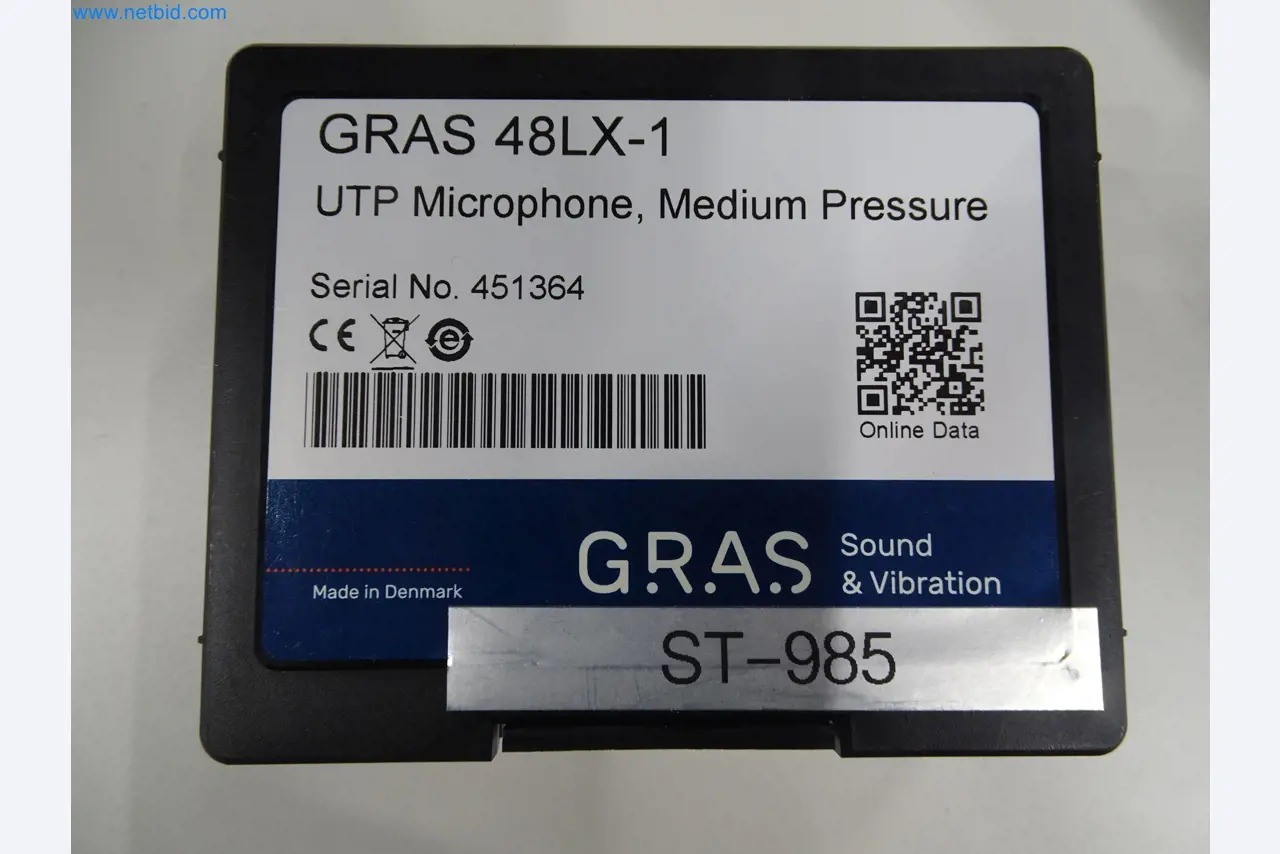 www.netbid.com
GRAS 48LX-1
UTP Microphone, Medium Pressure
Serial No. 451364
CE
Online Data
GRAS Sound
& Vibration
Made in Denmark
ST-985